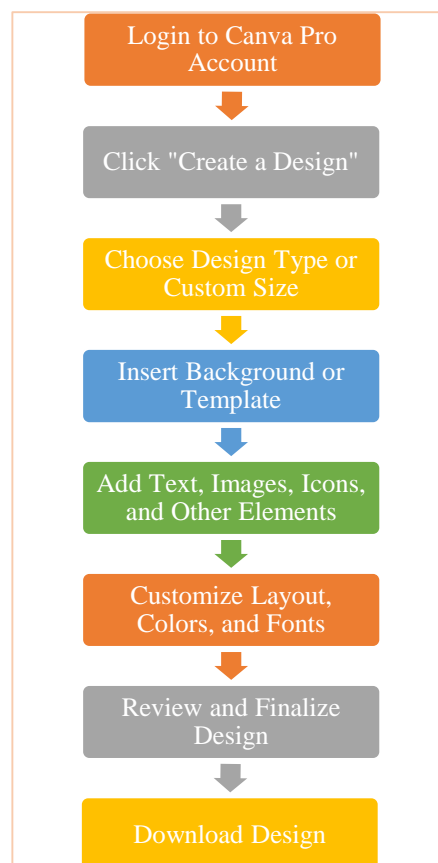 Login to Canva Pro
Account
Click "Create a Design"
Choose Design Type or
Custom Size
Insert Background or
Template
Add Text, Images, Icons,
and Other Elements
Customize Layout,
Colors, and Fonts
Review and Finalize
Design
Download Design